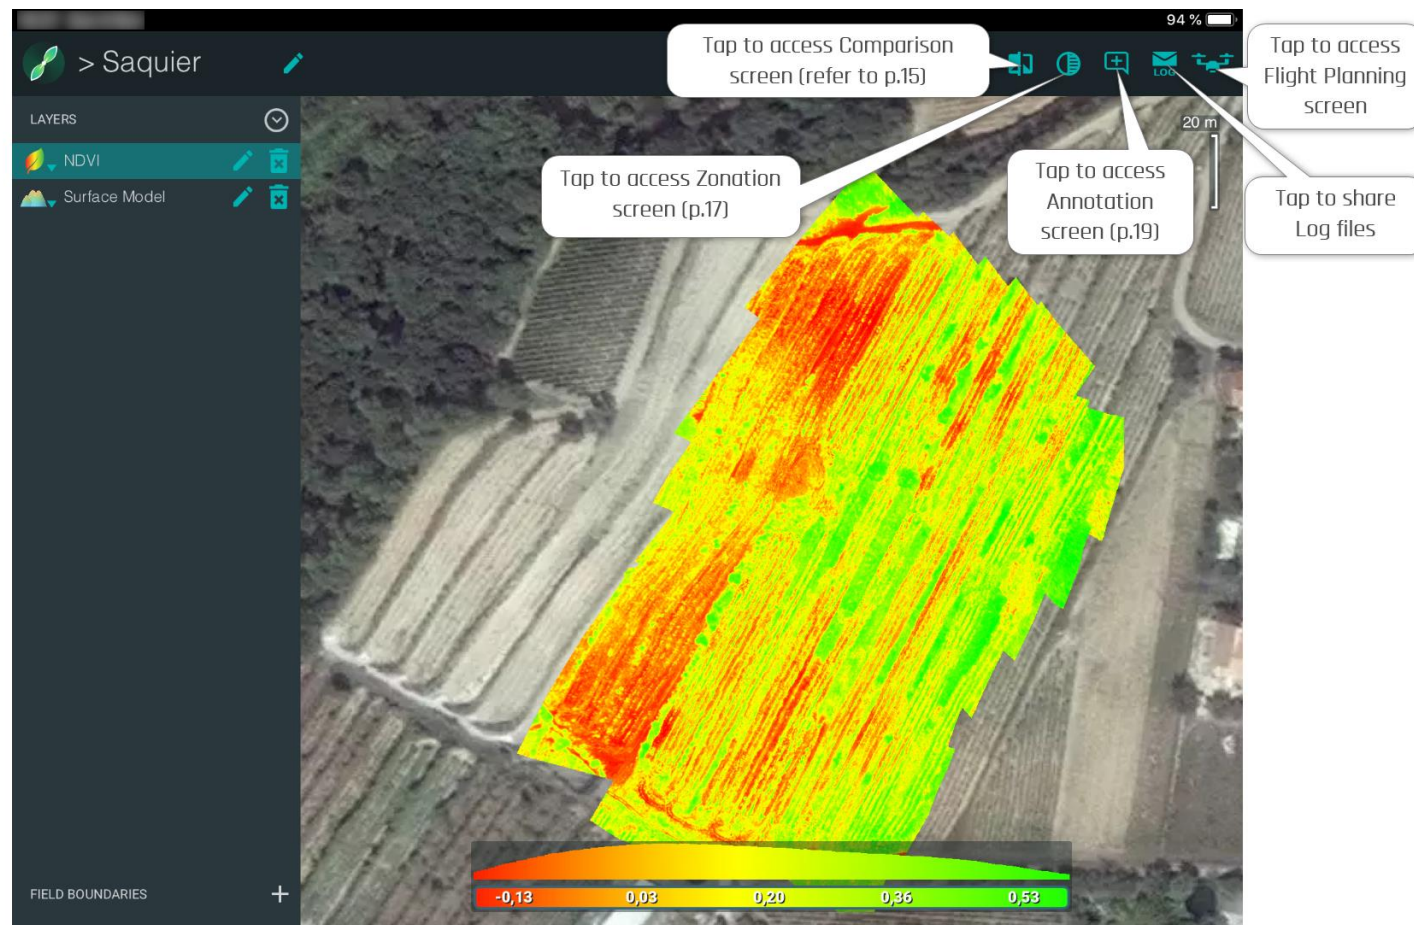 94 %
> Saquier
Tap to access Comparison
screen (refer to p.15)
LOG
Tap to access
Flight Planning
screen
LAYERS
20 m
NDVI
Surface Model
Tap to access Zonation
screen (p.17)
Tap to access
Annotation
screen (p.19)
Tap to share
Log files
FIELD BOUNDARIES
-0,13 0,03 0,20 0,36 0,53